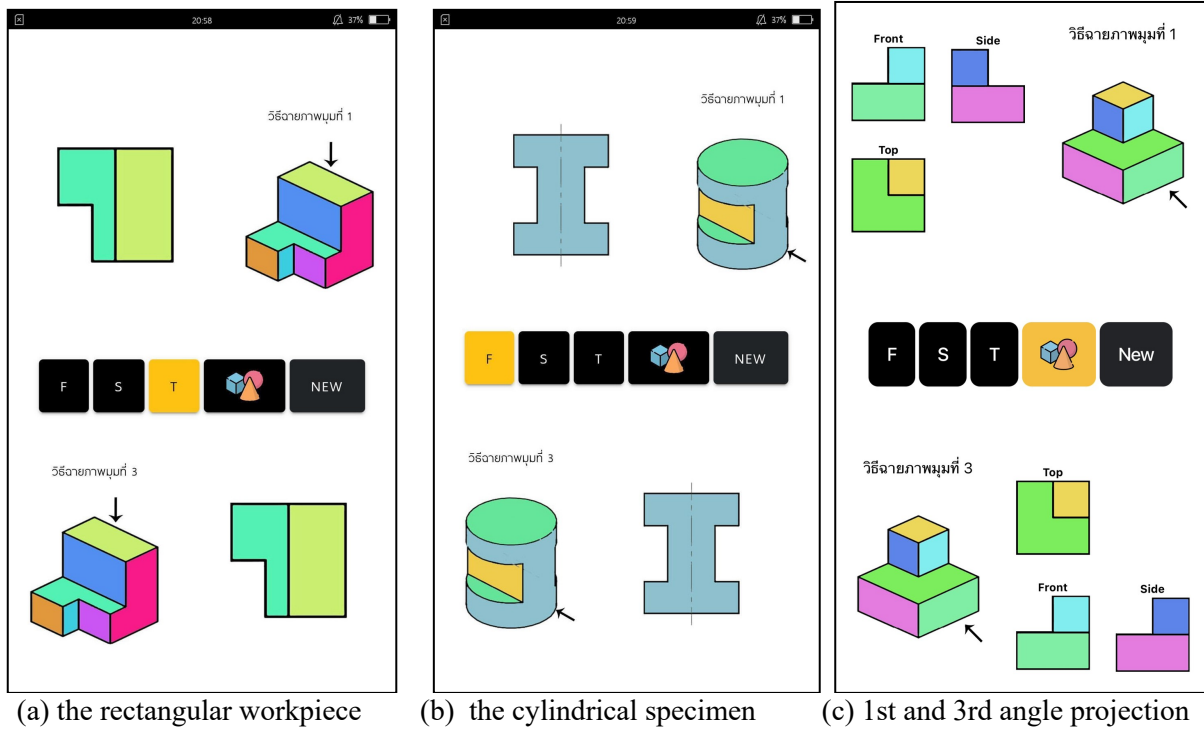 20:58
37%
วิธีฉายภาพมุมที่ 1
F S T NEW
วิธีฉายภาพมุมที่ 3
(a) the rectangular workpiece
20:59
37%
วิธีฉายภาพมุมที่ 1
F S T NEW
วิธีฉายภาพมุมที่ 3
(b) the cylindrical specimen
วิธีฉายภาพมุมที่ 1
Front Side
Top
F S T New
วิธีฉายภาพมุมที่ 3
Top
Front Side
(c) 1st and 3rd angle projection